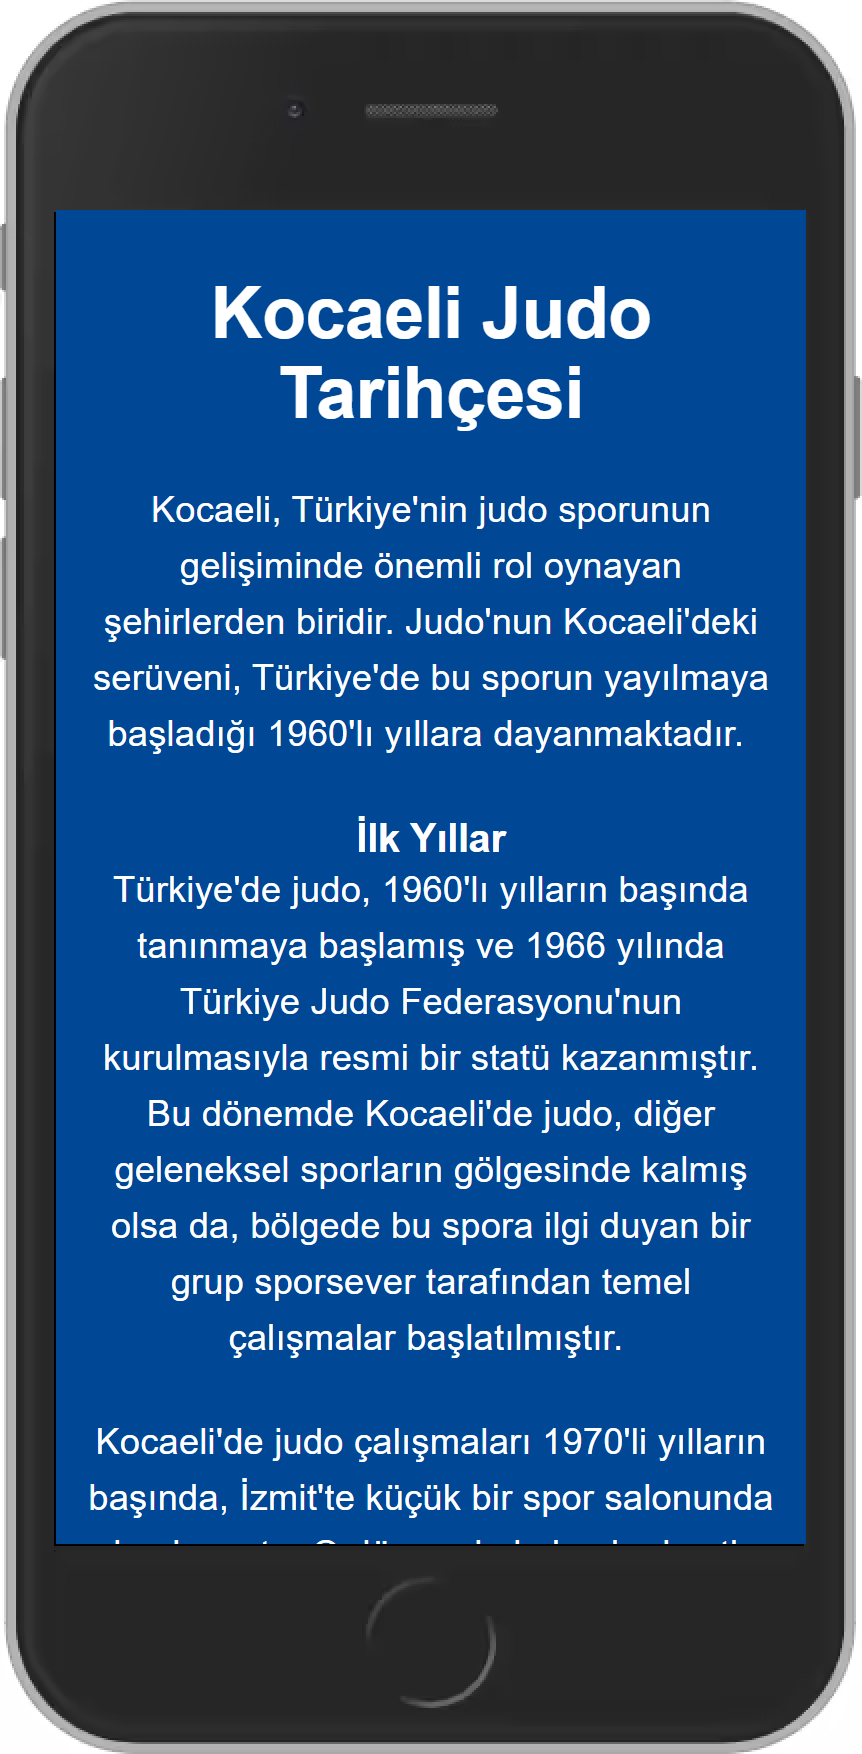 Kocaeli Judo
Tarihçesi
Kocaeli, Türkiye'nin judo sporunun
gelişiminde önemli rol oynayan
şehirlerden biridir. Judo'nun Kocaeli'deki
serüveni, Türkiye'de bu sporun yayılmaya
başladığı 1960'lı yıllara dayanmaktadır.
İlk Yıllar
Türkiye'de judo, 1960'lı yılların başında
tanınmaya başlamış ve 1966 yılında
Türkiye Judo Federasyonu'nun
kurulmasıyla resmi bir statü kazanmıştır.
Bu dönemde Kocaeli'de judo, diğer
geleneksel sporların gölgesinde kalmış
olsa da, bölgede bu spora ilgi duyan bir
grup sporsever tarafından temel
çalışmalar başlatılmıştır.
Kocaeli'de judo çalışmaları 1970'li yılların
başında, İzmit'te küçük bir spor salonunda